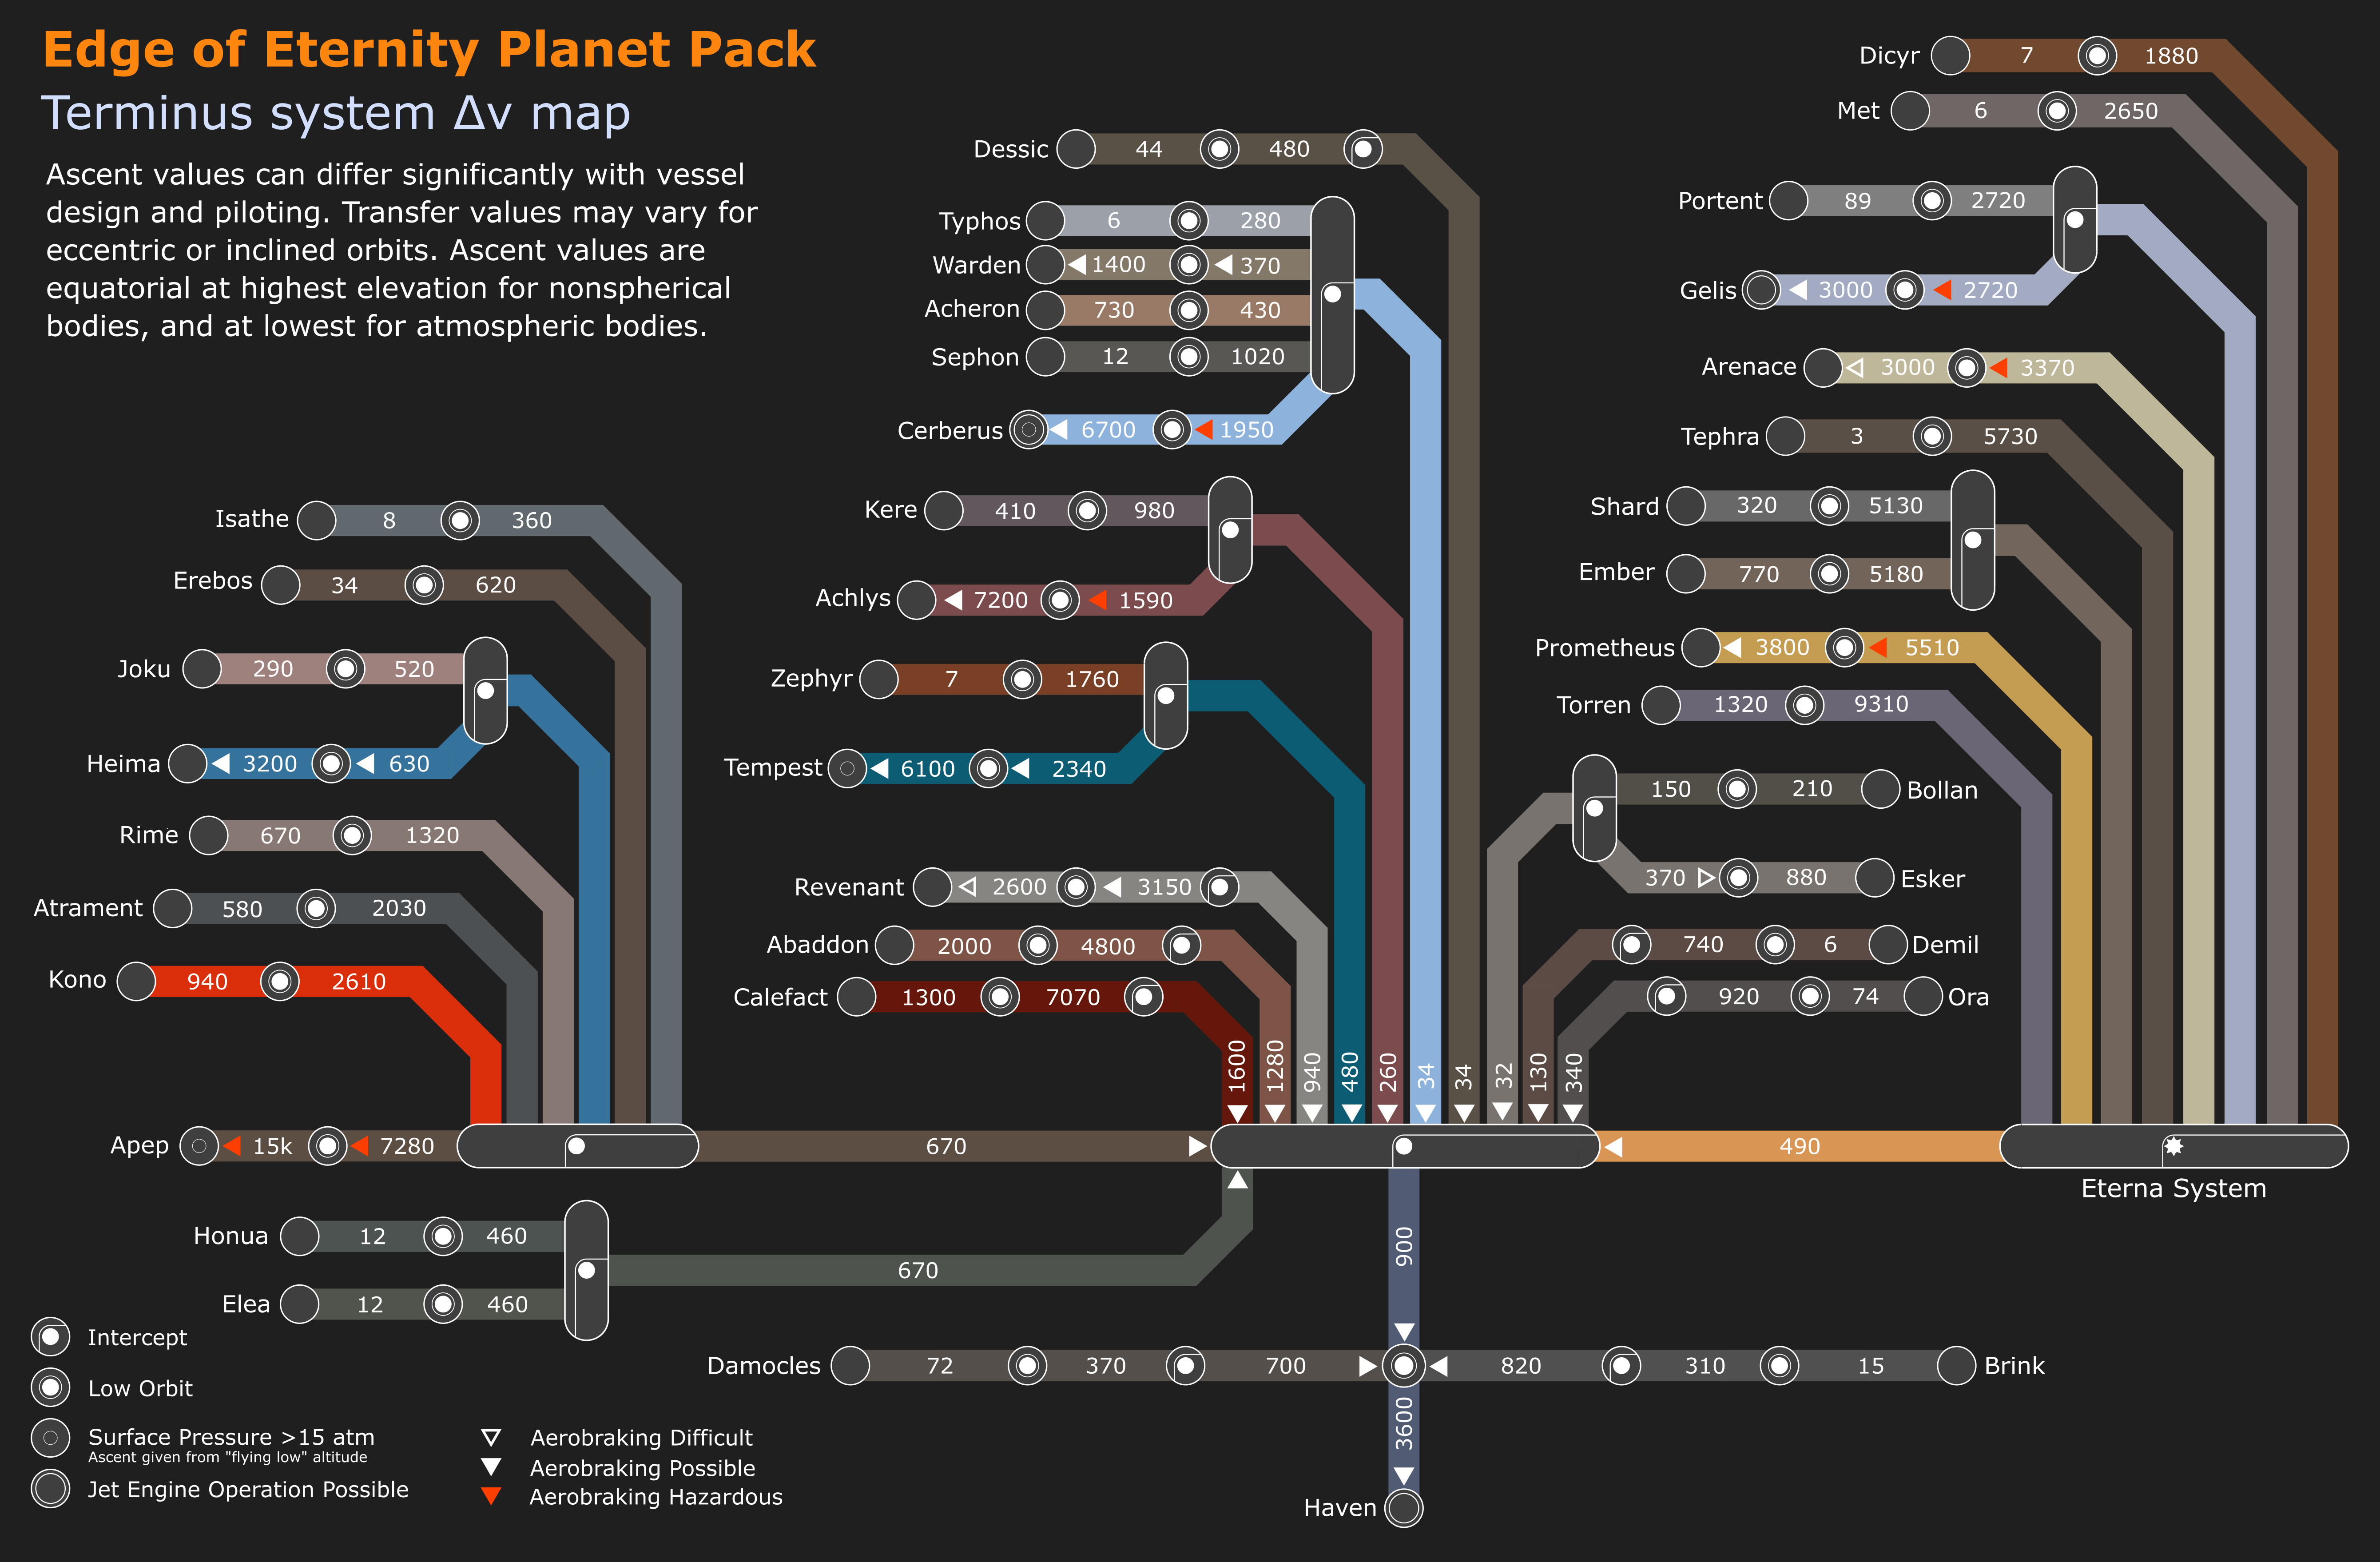 Edge of Eternity Planet Pack
Terminus system Δv map
Ascent values can differ significantly with vessel
design and piloting. Transfer values may vary for
eccentric or inclined orbits. Ascent values are
equatorial at highest elevation for nonspherical
bodies, and at lowest for atmospheric bodies.
Isathe 8 360
Erebos 34 620
Joku 290 520
Heima 3200 630
Rime 670 1320
Atrament 580 2030
Kono 940 2610
Apep 15k 7280
670
Honua 12 460
Elea 12 460
670
Dessic 44 480
Typhos 6 280
Warden 1400 370
Acheron 730 430
Sephon 12 1020
Cerberus 6700 1950
Kere 410 980
Achlys 7200 1590
Zephyr 7 1760
Tempest 6100 2340
Revenant 2600 3150
Abaddon 2000 4800
Calefact 1300 7070
1600 1280 940 480 260 34 34 32 130 340
Dicyr 7 1880
Met 6 2650
Portent 89 2720
Gelis 3000 2720
Arenace 3000 3370
Tephra 3 5730
Shard 320 5130
Ember 770 5180
Prometheus 3800 5510
Torren 1320 9310
150 210 Bollan
370 880 Esker
740 6 Demil
920 74 Ora
490
Eterna System
900
Damocles 72 370 700
820 310 15 Brink
3600
Haven
Intercept
Low Orbit
Surface Pressure >15 atm
Ascent given from "flying low" altitude
Jet Engine Operation Possible
Aerobraking Difficult
Aerobraking Possible
Aerobraking Hazardous